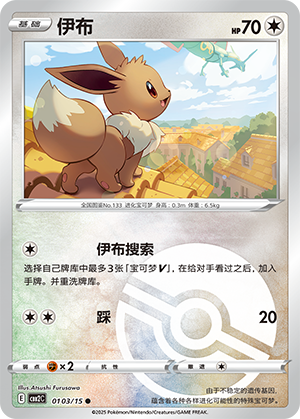 基础 伊布 HP70
全国图鉴No.133 进化宝可梦 身高：0.3m 体重：6.5kg
伊布搜索
选择自己牌库中最多3张「宝可梦V」，在给对手看过之后，加入
手牌。并重洗牌库。
踩 20
弱点 ×2 抵抗力 撤退
Illus.Atsushi Furusawa
E CBB2C 0103/15 ●
由于不稳定的遗传基因，
蕴含着各种各样进化可能性的特殊宝可梦。
©2025 Pokémon/Nintendo/Creatures/GAME FREAK.